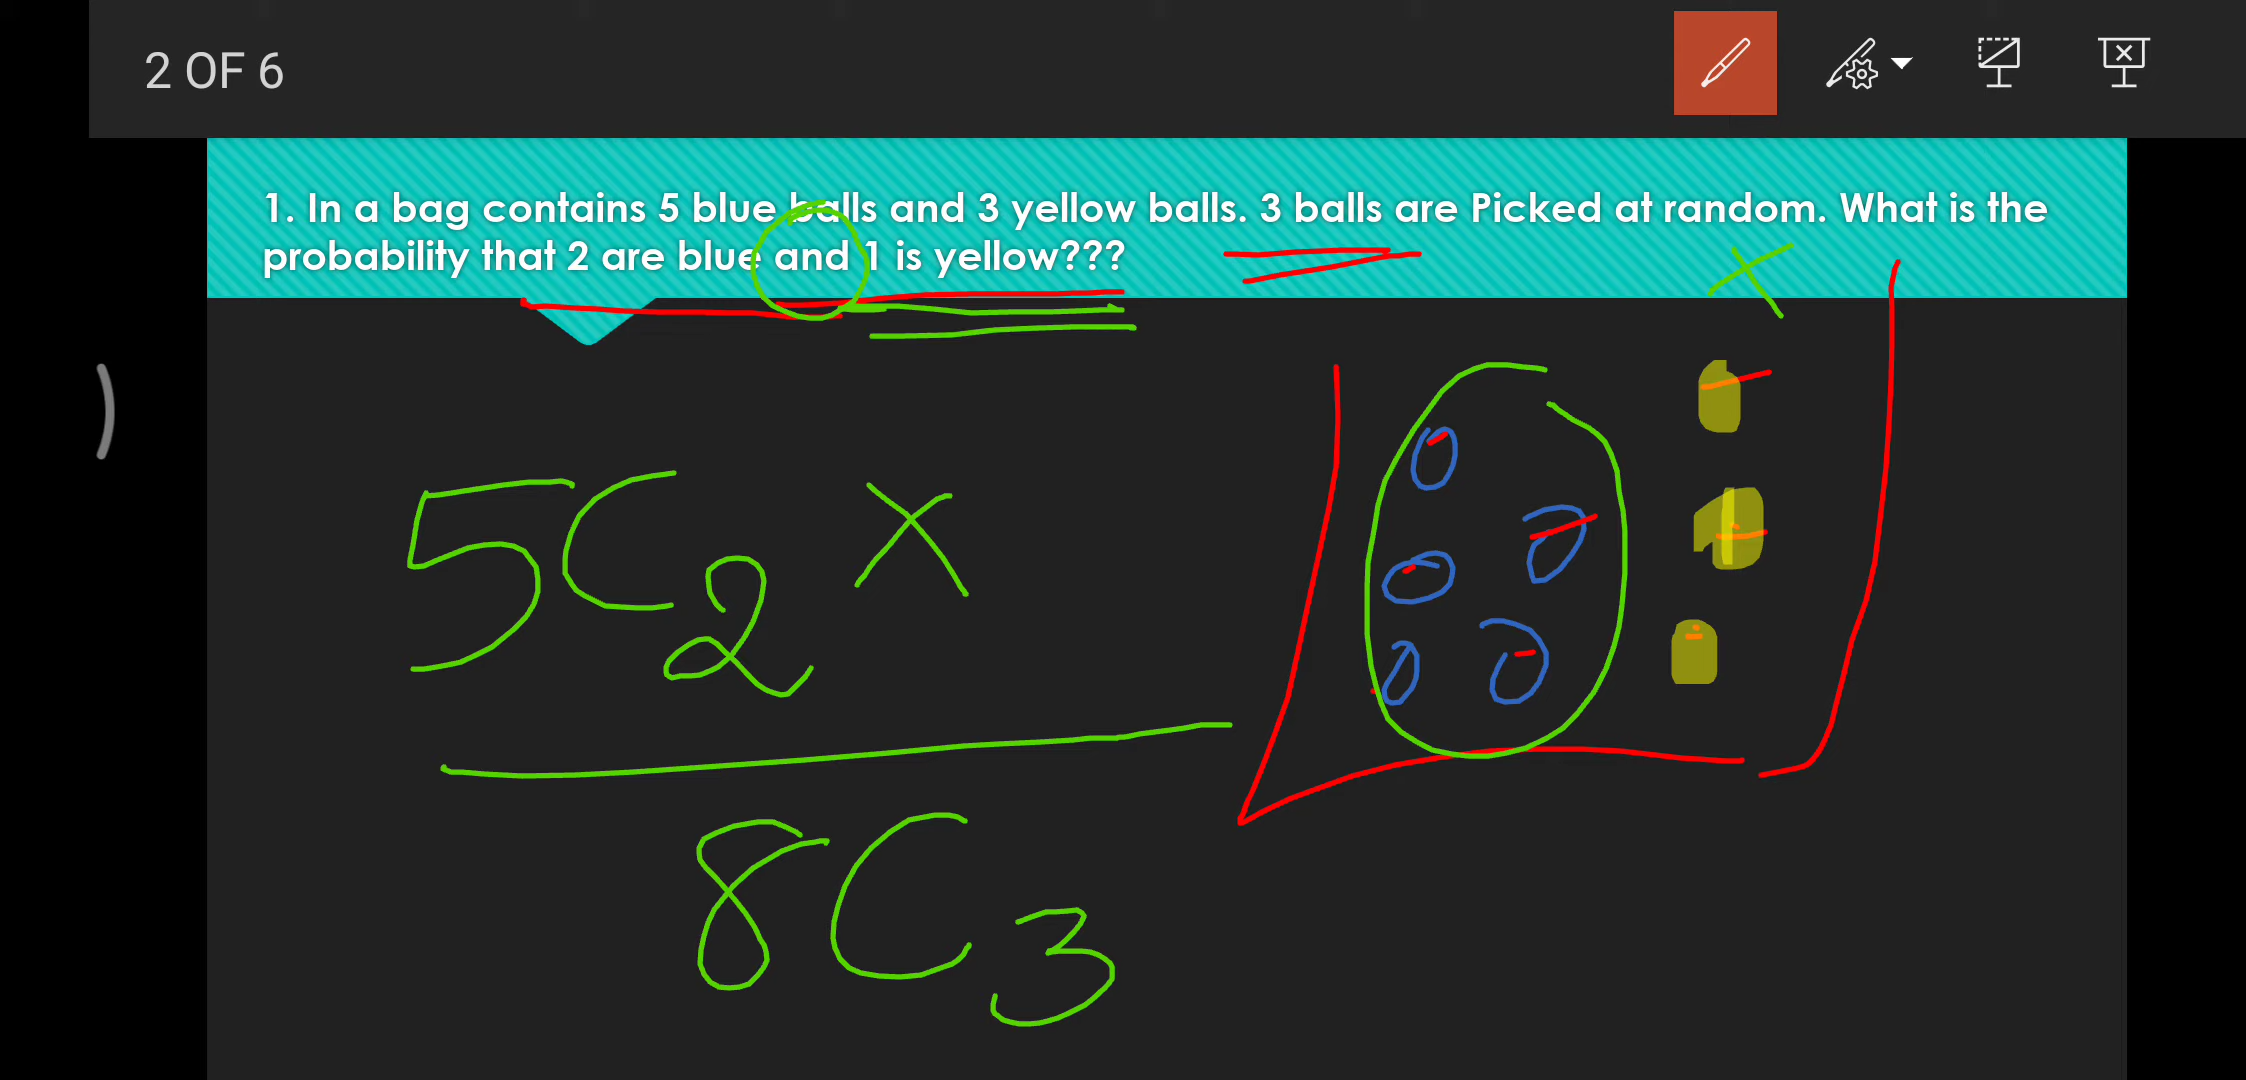 2 OF 6
1. In a bag contains 5 blue balls and 3 yellow balls. 3 balls are Picked at random. What is the
probability that 2 are blue and 1 is yellow???
5C2 ×
8C3